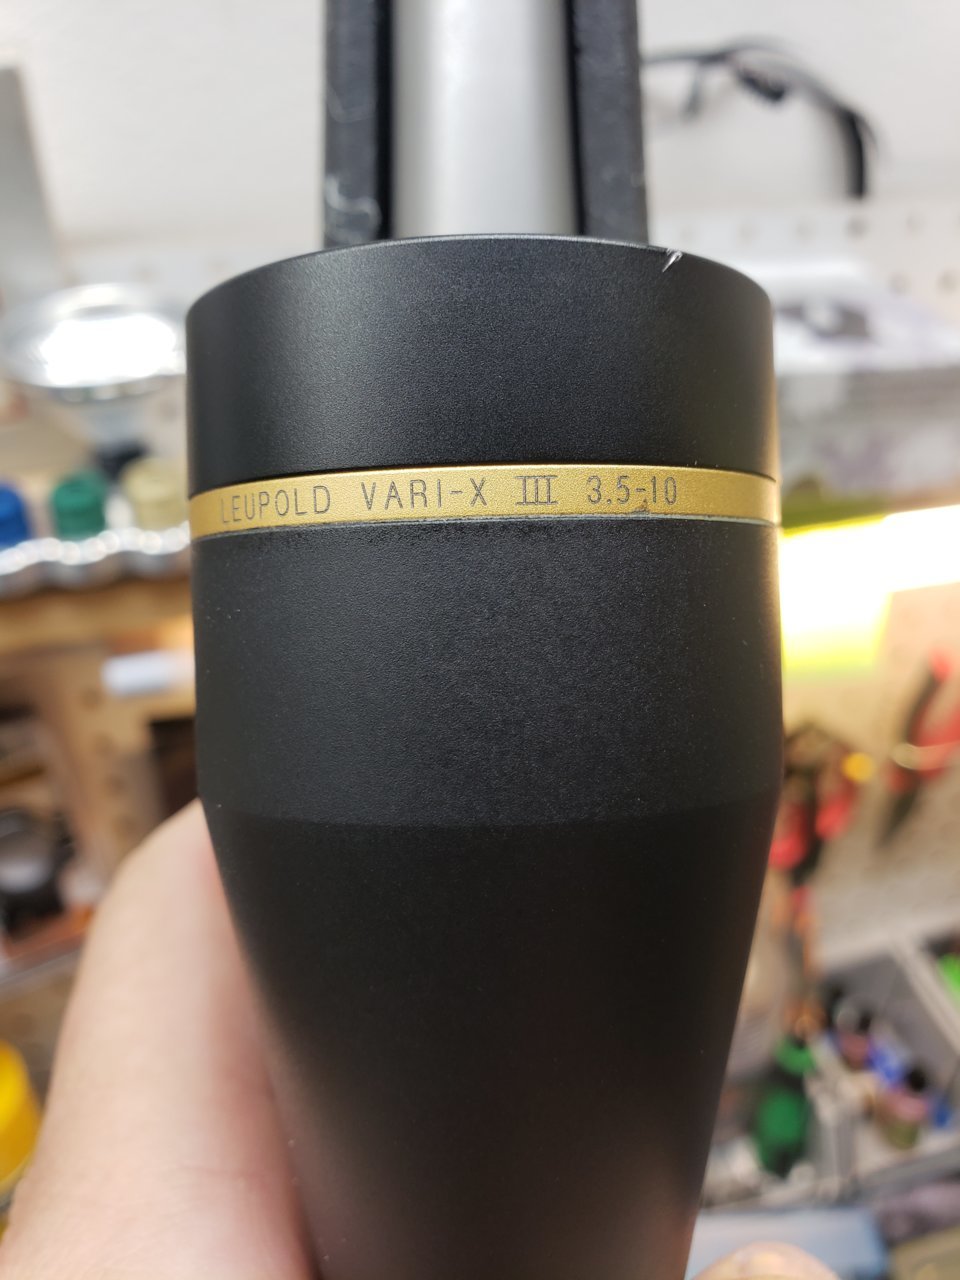 LEUPOLD VARI-X III 3.5-10